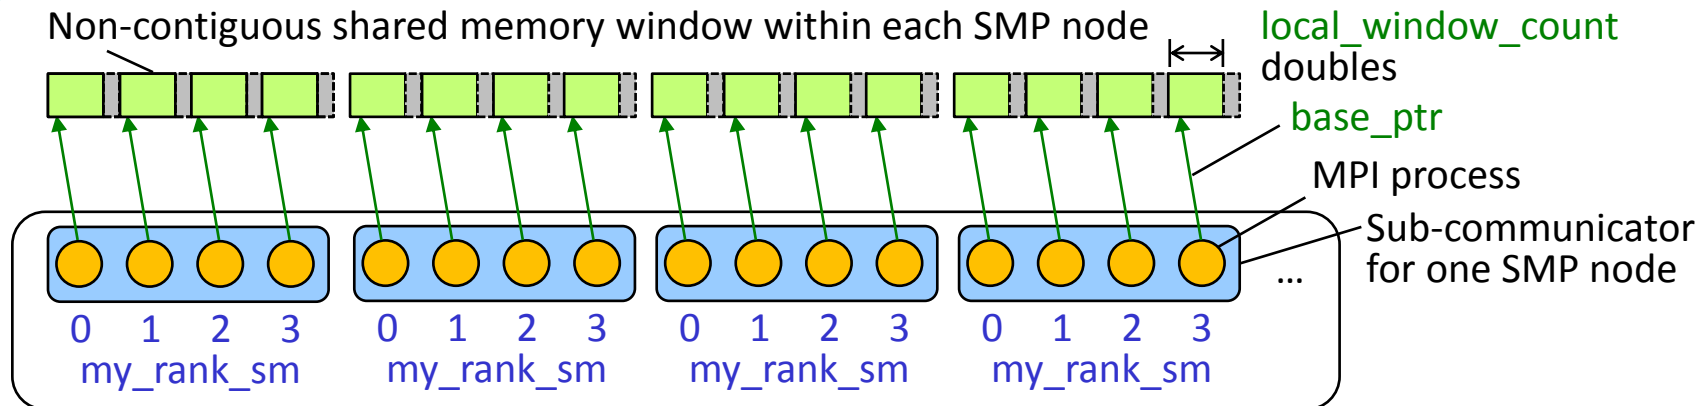 Non-contiguous shared memory window within each SMP node
local_window_count
doubles
base_ptr
MPI process
Sub-communicator
for one SMP node
...
0 1 2 3 0 1 2 3 0 1 2 3 0 1 2 3
my_rank_sm my_rank_sm my_rank_sm my_rank_sm